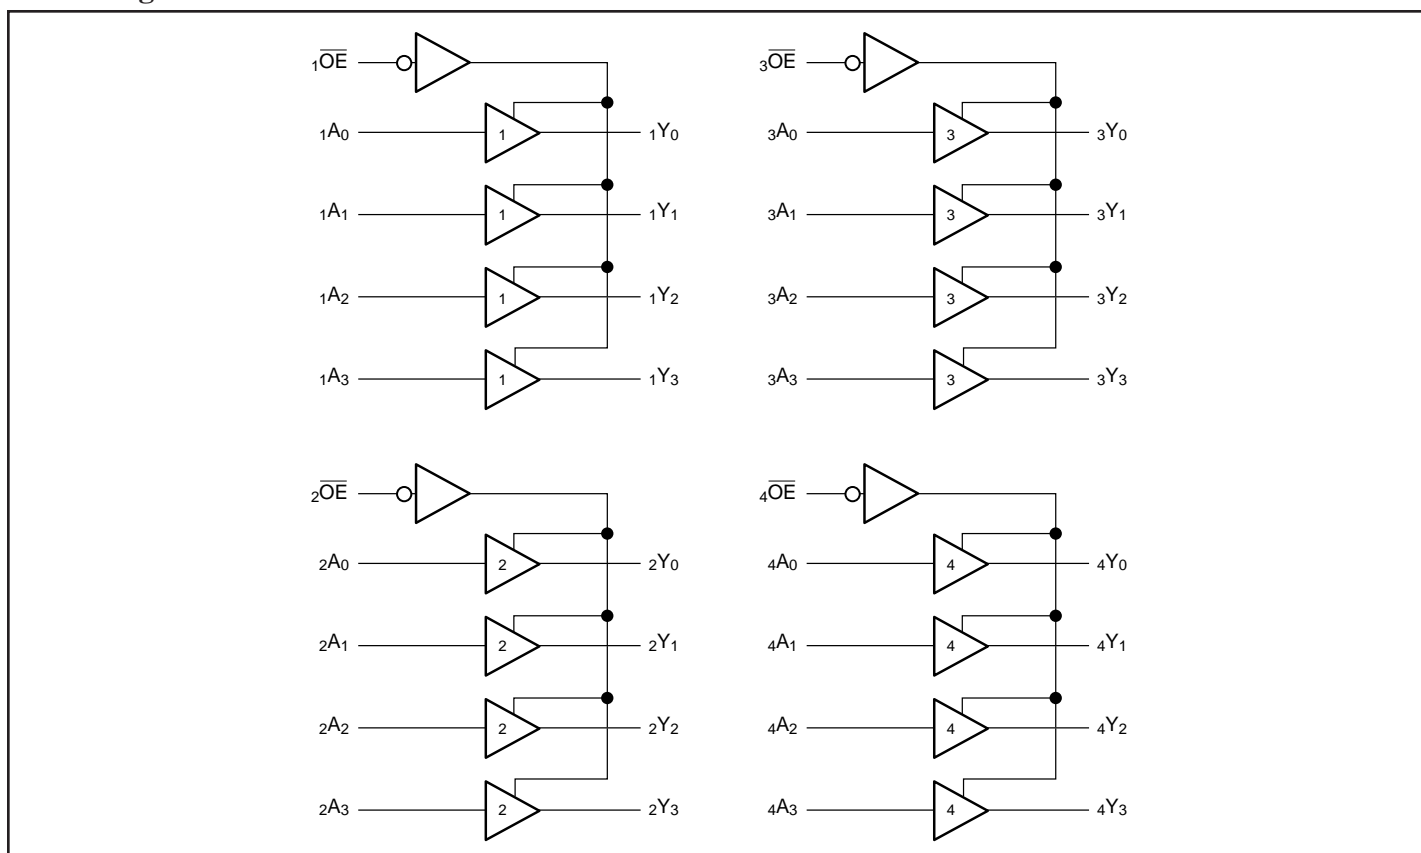 1OE 3OE
1A0 1 1Y0 3A0 3 3Y0
1A1 1 1Y1 3A1 3 3Y1
1A2 1 1Y2 3A2 3 3Y2
1A3 1 1Y3 3A3 3 3Y3
2OE 4OE
2A0 2 2Y0 4A0 4 4Y0
2A1 2 2Y1 4A1 4 4Y1
2A2 2 2Y2 4A2 4 4Y2
2A3 2 2Y3 4A3 4 4Y3